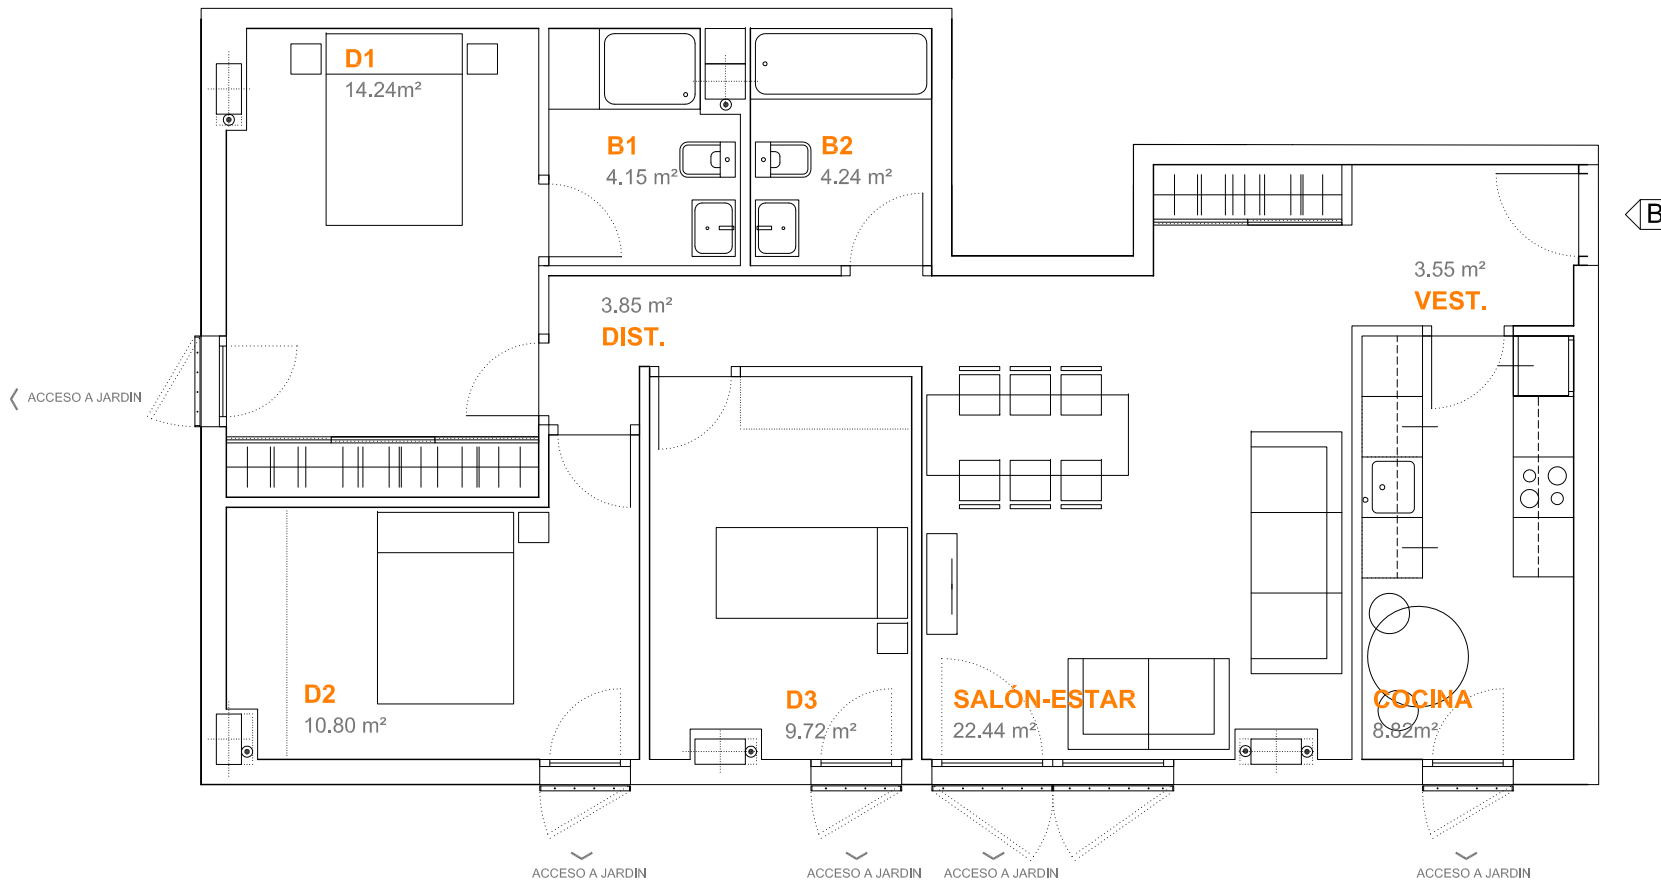 D1
14.24m²
B1
4.15 m²
B2
4.24 m²
B
3.55 m²
VEST.
3.85 m²
DIST.
ACCESO A JARDIN
D2
10.80 m²
D3
9.72 m²
SALÓN-ESTAR
22.44 m²
COCINA
8.82m²
ACCESO A JARDIN
ACCESO A JARDIN
ACCESO A JARDIN
ACCESO A JARDIN